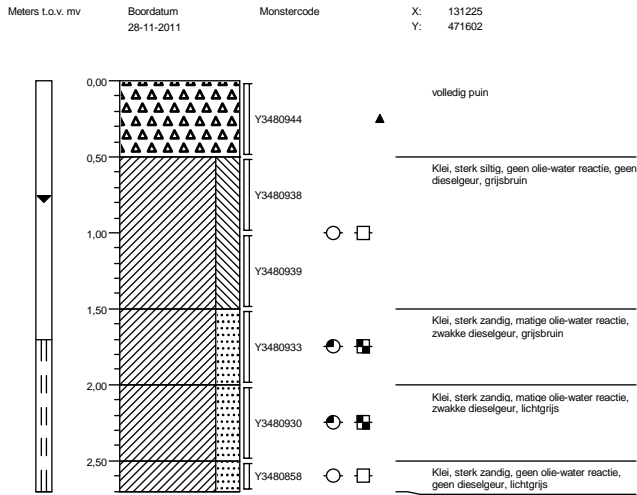 Meters t.o.v. mv Boordatum Monstercode X: 131225
28-11-2011 Y: 471602
0,00
volledig puin
Y3480944
0,50
Klei, sterk siltig, geen olie-water reactie, geen
dieselgeur, grijsbruin
Y3480938
1,00
Y3480939
1,50
Klei, sterk zandig, matige olie-water reactie,
zwakke dieselgeur, grijsbruin
Y3480933
2,00
Klei, sterk zandig, matige olie-water reactie,
zwakke dieselgeur, lichtgrijs
Y3480930
2,50
Klei, sterk zandig, geen olie-water reactie,
geen dieselgeur, lichtgrijs
Y3480858